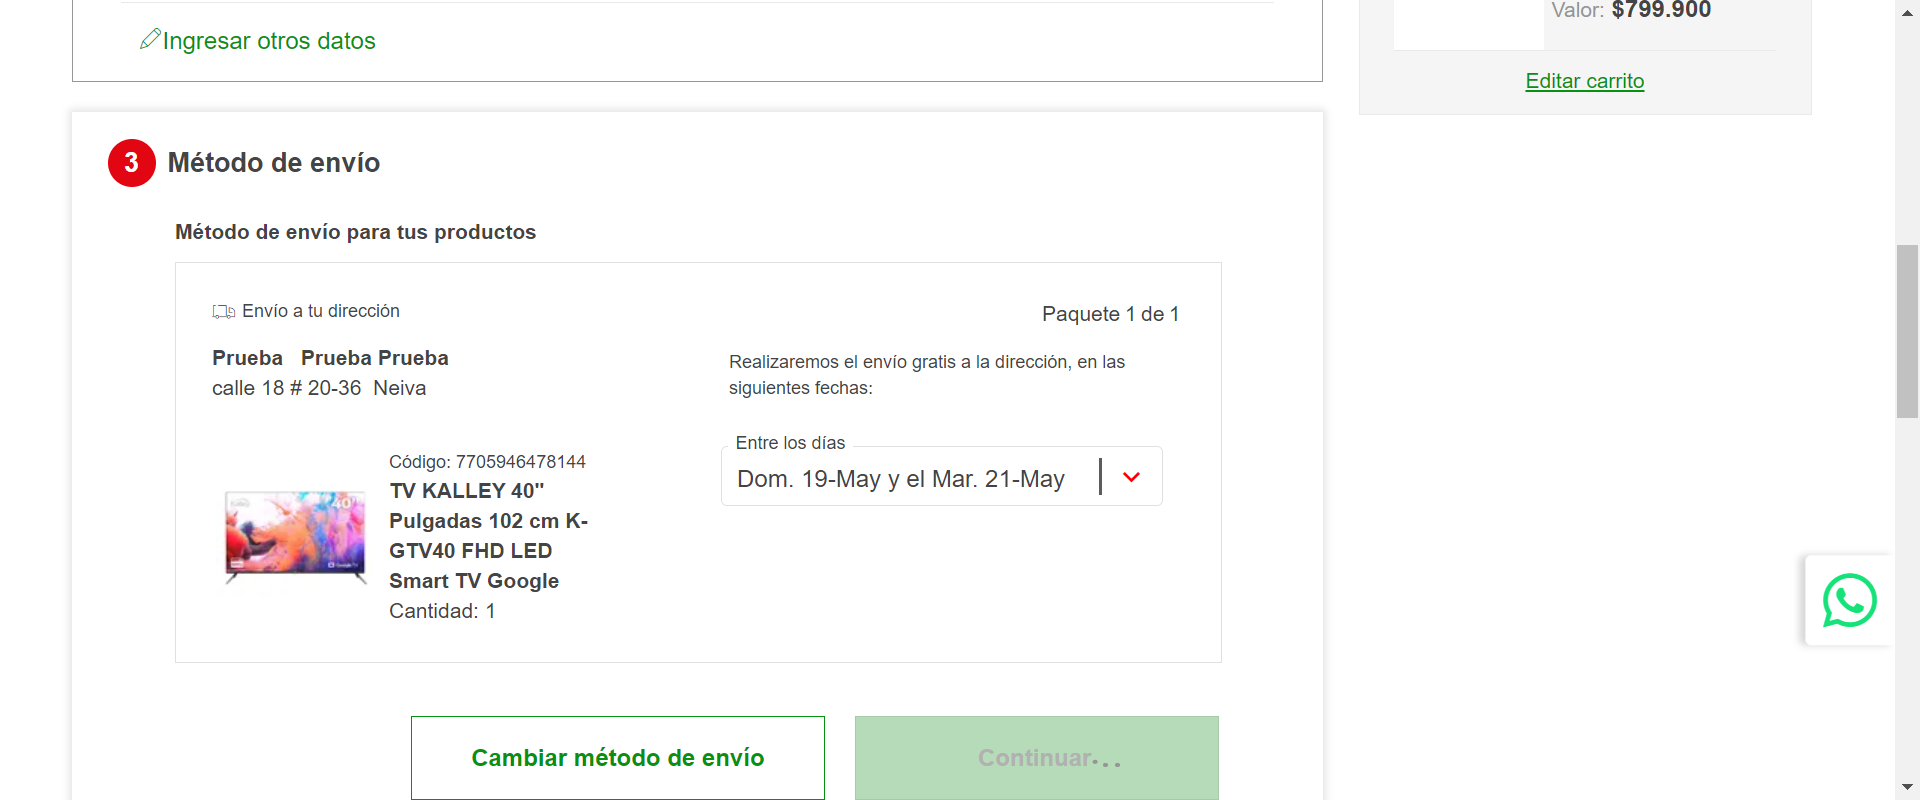 Ingresar otros datos
Valor: $799.900
Editar carrito
3 Método de envío
Método de envío para tus productos
Envío a tu dirección
Paquete 1 de 1
Prueba Prueba Prueba
calle 18 # 20-36 Neiva
Realizaremos el envío gratis a la dirección, en las
siguientes fechas:
Entre los días
Dom. 19-May y el Mar. 21-May
Código: 7705946478144
TV KALLEY 40"
Pulgadas 102 cm K-
GTV40 FHD LED
Smart TV Google
Cantidad: 1
40"
Google TV
Cambiar método de envío
Continuar...